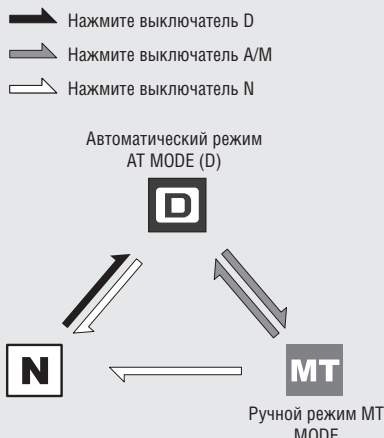 Нажмите выключатель D
Нажмите выключатель A/M
Нажмите выключатель N
Автоматический режим
AT MODE (D)
D
N
MT
Ручной режим MT
MODE